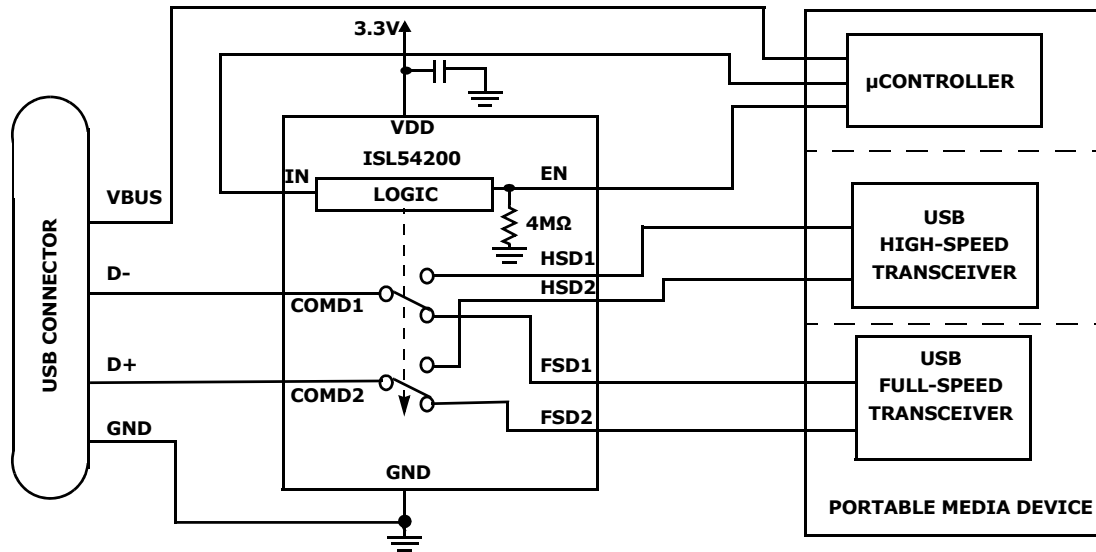 3.3V
µCONTROLLER
VDD
ISL54200
IN
EN
LOGIC
4MΩ
USB CONNECTOR
VBUS
D-
D+
GND
COMD1
COMD2
HSD1
HSD2
FSD1
FSD2
GND
USB
HIGH-SPEED
TRANSCEIVER
USB
FULL-SPEED
TRANSCEIVER
PORTABLE MEDIA DEVICE